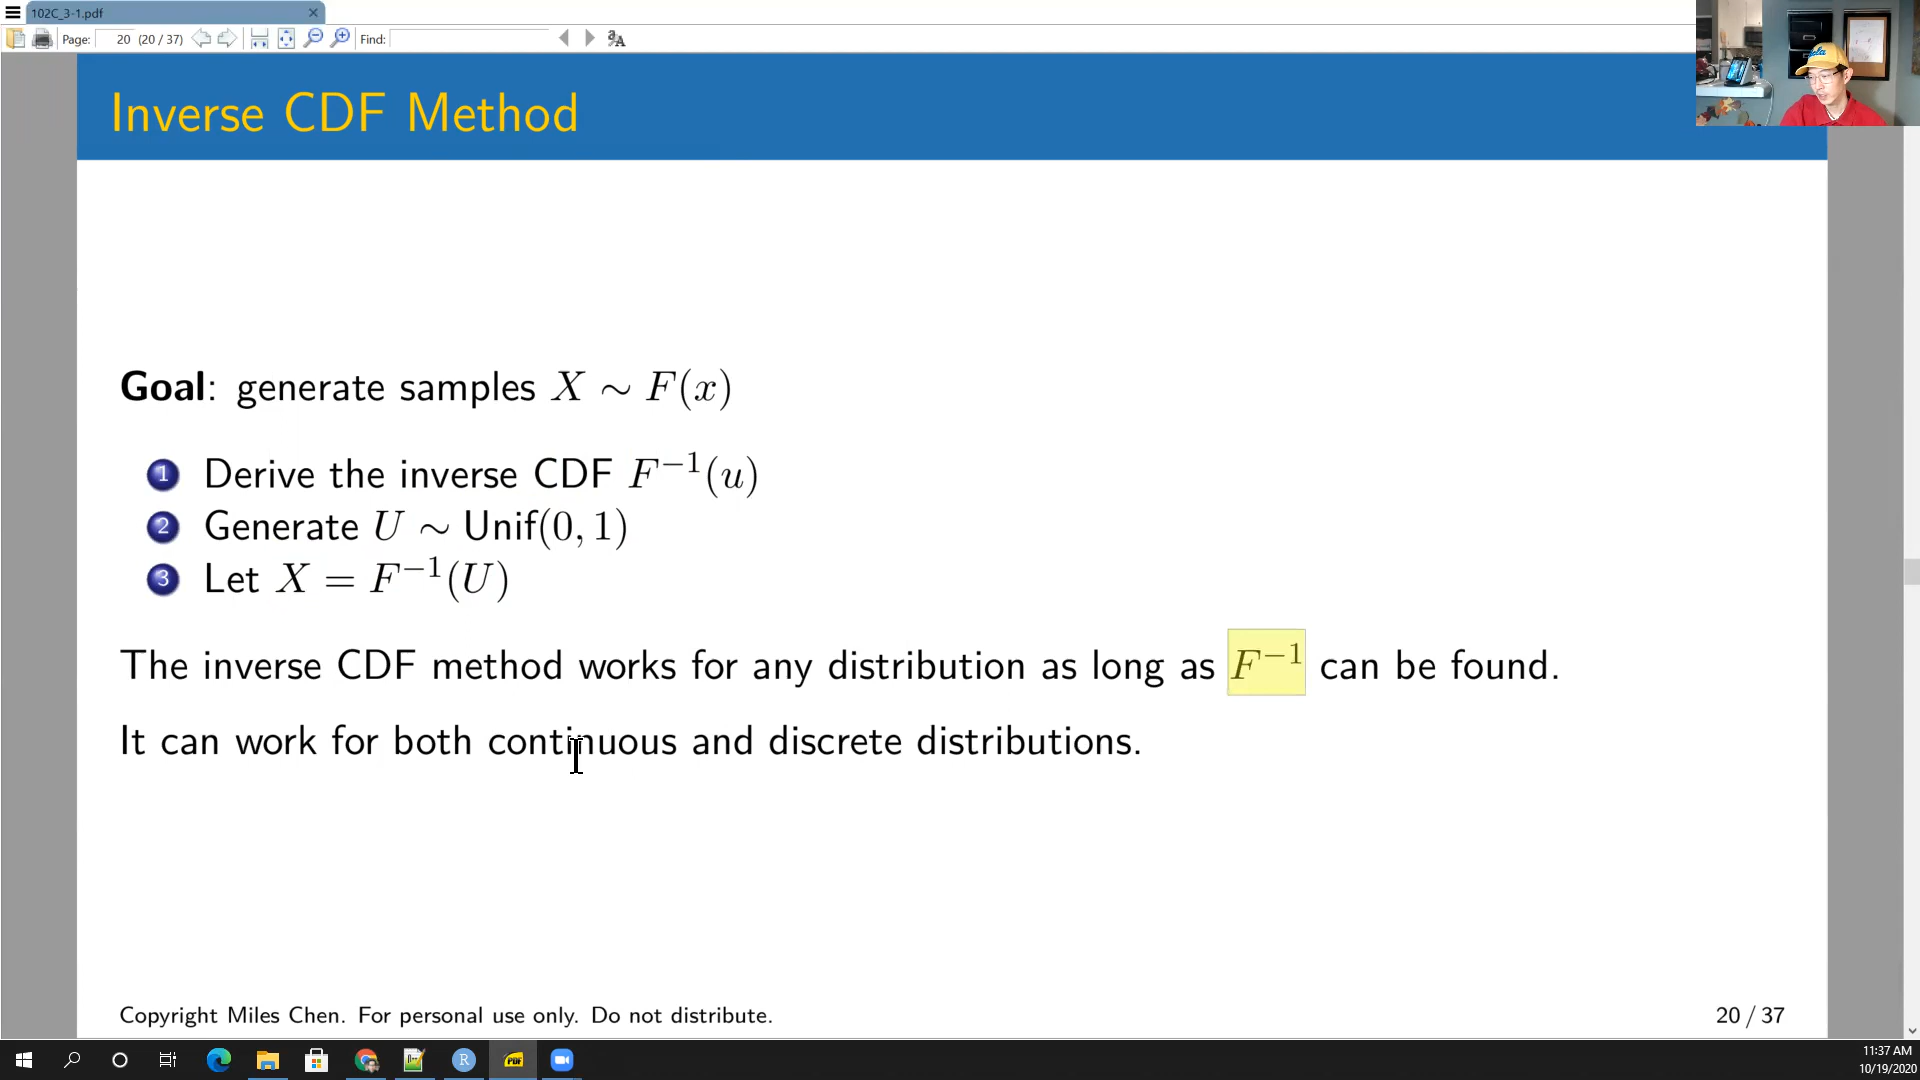 102C_3-1.pdf
Page: 20 (20 / 37) Find:
Inverse CDF Method
Goal: generate samples X ∼ F(x)
1 Derive the inverse CDF F⁻¹(u)
2 Generate U ∼ Unif(0, 1)
3 Let X = F⁻¹(U)
The inverse CDF method works for any distribution as long as F⁻¹ can be found.
It can work for both continuous and discrete distributions.
Copyright Miles Chen. For personal use only. Do not distribute.
20 / 37
R
PDF
11:37 AM
10/19/2020